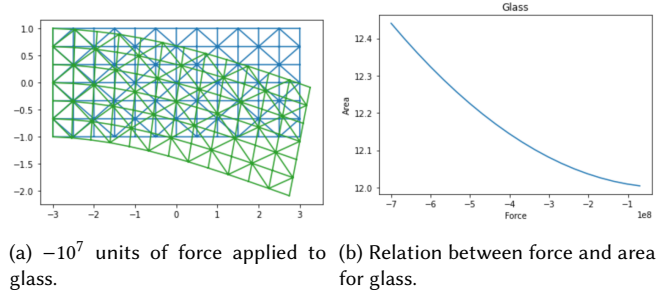 1.0
0.5
0.0
−0.5
−1.0
−1.5
−2.0
−3 −2 −1 0 1 2 3
Glass
12.4
12.3
12.2
12.1
12.0
Area
−7 −6 −5 −4 −3 −2 −1
Force
1e8
(a) −10⁷ units of force applied to
glass.
(b) Relation between force and area
for glass.